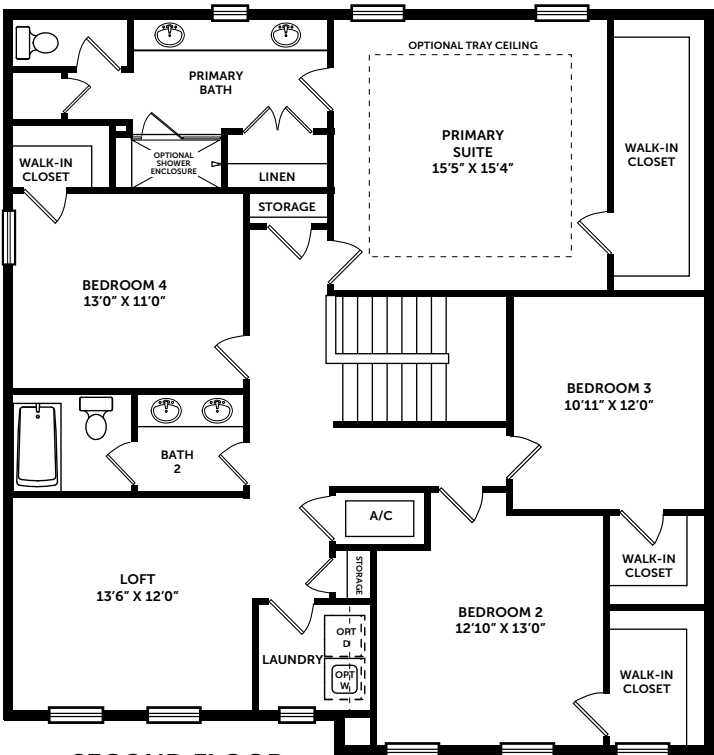 OPTIONAL TRAY CEILING
PRIMARY
BATH
PRIMARY
SUITE
15'5" X 15'4"
WALK-IN
CLOSET
WALK-IN
CLOSET
OPTIONAL
SHOWER
ENCLOSURE
LINEN
STORAGE
BEDROOM 4
13'0" X 11'0"
BEDROOM 3
10'11" X 12'0"
BATH
2
A/C
STORAGE
WALK-IN
CLOSET
LOFT
13'6" X 12'0"
BEDROOM 2
12'10" X 13'0"
LAUNDRY
OPT
D
OPT
W
WALK-IN
CLOSET
SECOND FLOOR